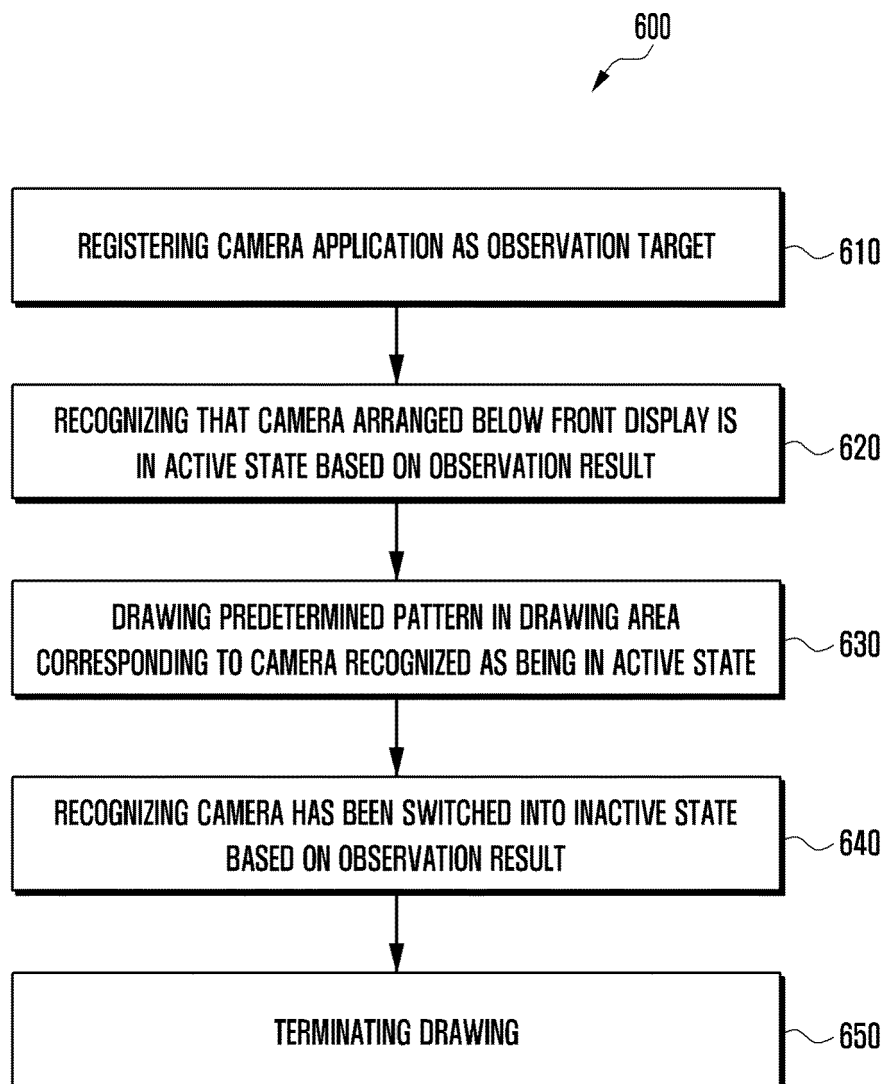 600
REGISTERING CAMERA APPLICATION AS OBSERVATION TARGET
610
RECOGNIZING THAT CAMERA ARRANGED BELOW FRONT DISPLAY IS
IN ACTIVE STATE BASED ON OBSERVATION RESULT
620
DRAWING PREDETERMINED PATTERN IN DRAWING AREA
CORRESPONDING TO CAMERA RECOGNIZED AS BEING IN ACTIVE STATE
630
RECOGNIZING CAMERA HAS BEEN SWITCHED INTO INACTIVE STATE
BASED ON OBSERVATION RESULT
640
TERMINATING DRAWING
650